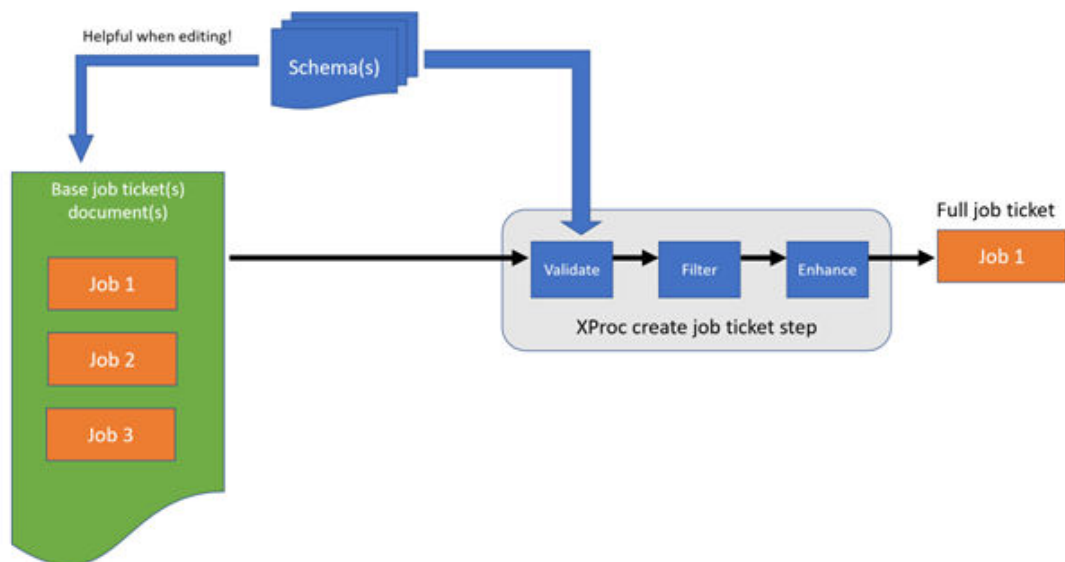 Helpful when editing!
Schema(s)
Base job ticket(s)
document(s)
Job 1
Job 2
Job 3
Validate
Filter
Enhance
XProc create job ticket step
Full job ticket
Job 1